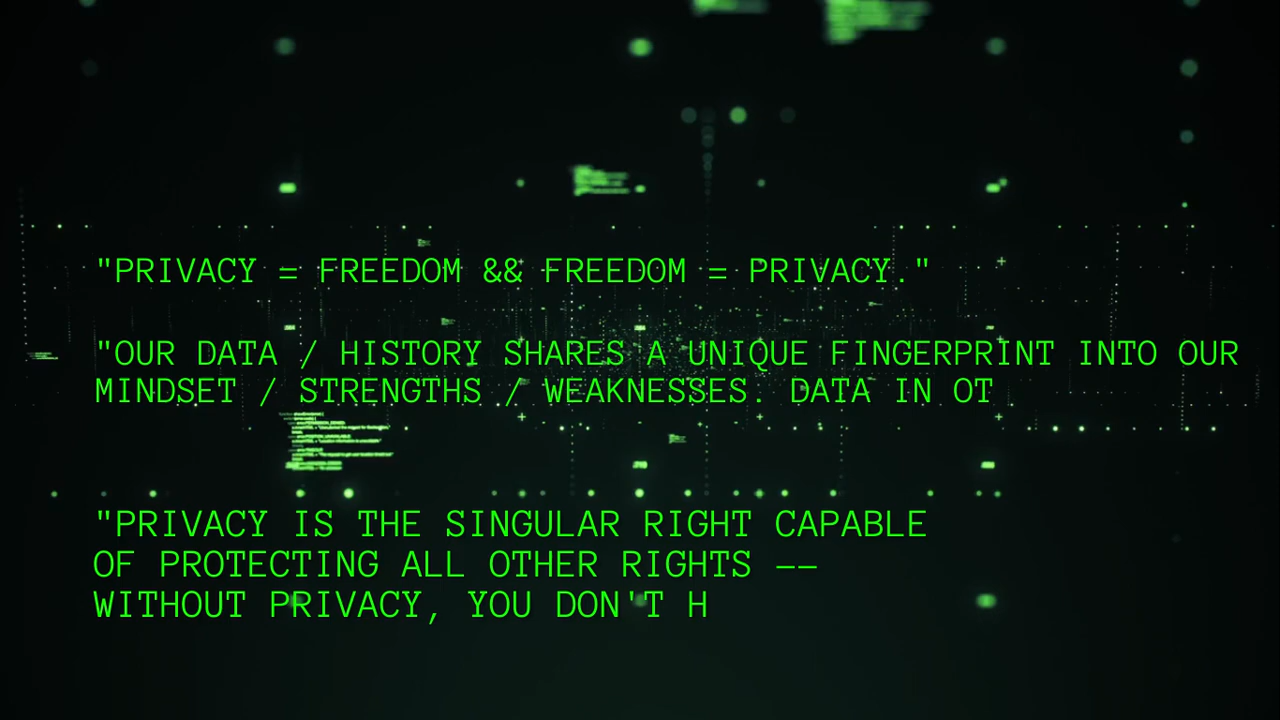 "PRIVACY = FREEDOM && FREEDOM = PRIVACY."
"OUR DATA / HISTORY SHARES A UNIQUE FINGERPRINT INTO OUR
MINDSET / STRENGTHS / WEAKNESSES. DATA IN OT
"PRIVACY IS THE SINGULAR RIGHT CAPABLE
OF PROTECTING ALL OTHER RIGHTS ––
WITHOUT PRIVACY, YOU DON'T H